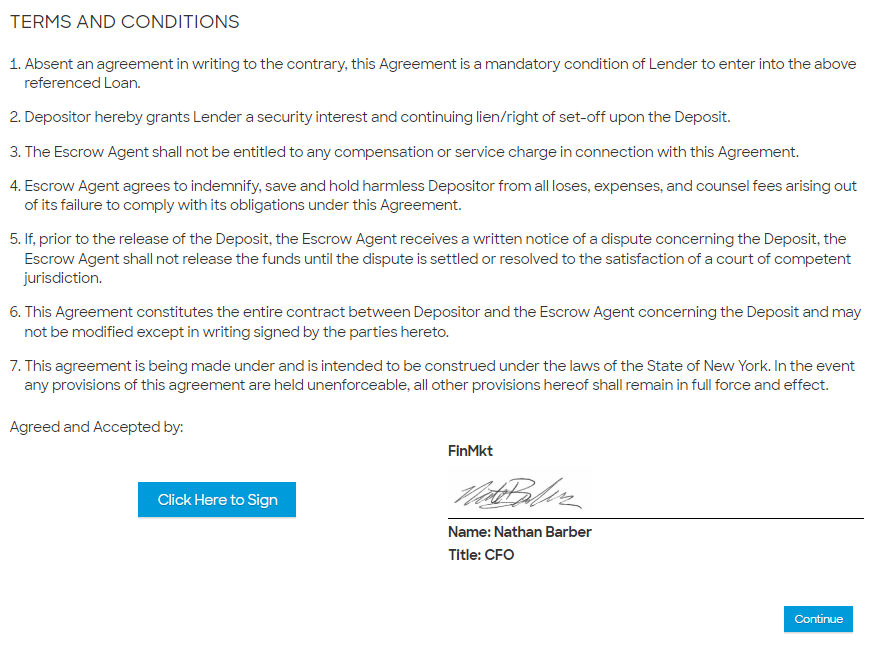 TERMS AND CONDITIONS
1. Absent an agreement in writing to the contrary, this Agreement is a mandatory condition of Lender to enter into the above
referenced Loan.
2. Depositor hereby grants Lender a security interest and continuing lien/right of set-off upon the Deposit.
3. The Escrow Agent shall not be entitled to any compensation or service charge in connection with this Agreement.
4. Escrow Agent agrees to indemnify, save and hold harmless Depositor from all loses, expenses, and counsel fees arising out
of its failure to comply with its obligations under this Agreement.
5. If, prior to the release of the Deposit, the Escrow Agent receives a written notice of a dispute concerning the Deposit, the
Escrow Agent shall not release the funds until the dispute is settled or resolved to the satisfaction of a court of competent
jurisdiction.
6. This Agreement constitutes the entire contract between Depositor and the Escrow Agent concerning the Deposit and may
not be modified except in writing signed by the parties hereto.
7. This agreement is being made under and is intended to be construed under the laws of the State of New York. In the event
any provisions of this agreement are held unenforceable, all other provisions hereof shall remain in full force and effect.
Agreed and Accepted by:
FinMkt
Click Here to Sign
Name: Nathan Barber
Title: CFO
Continue